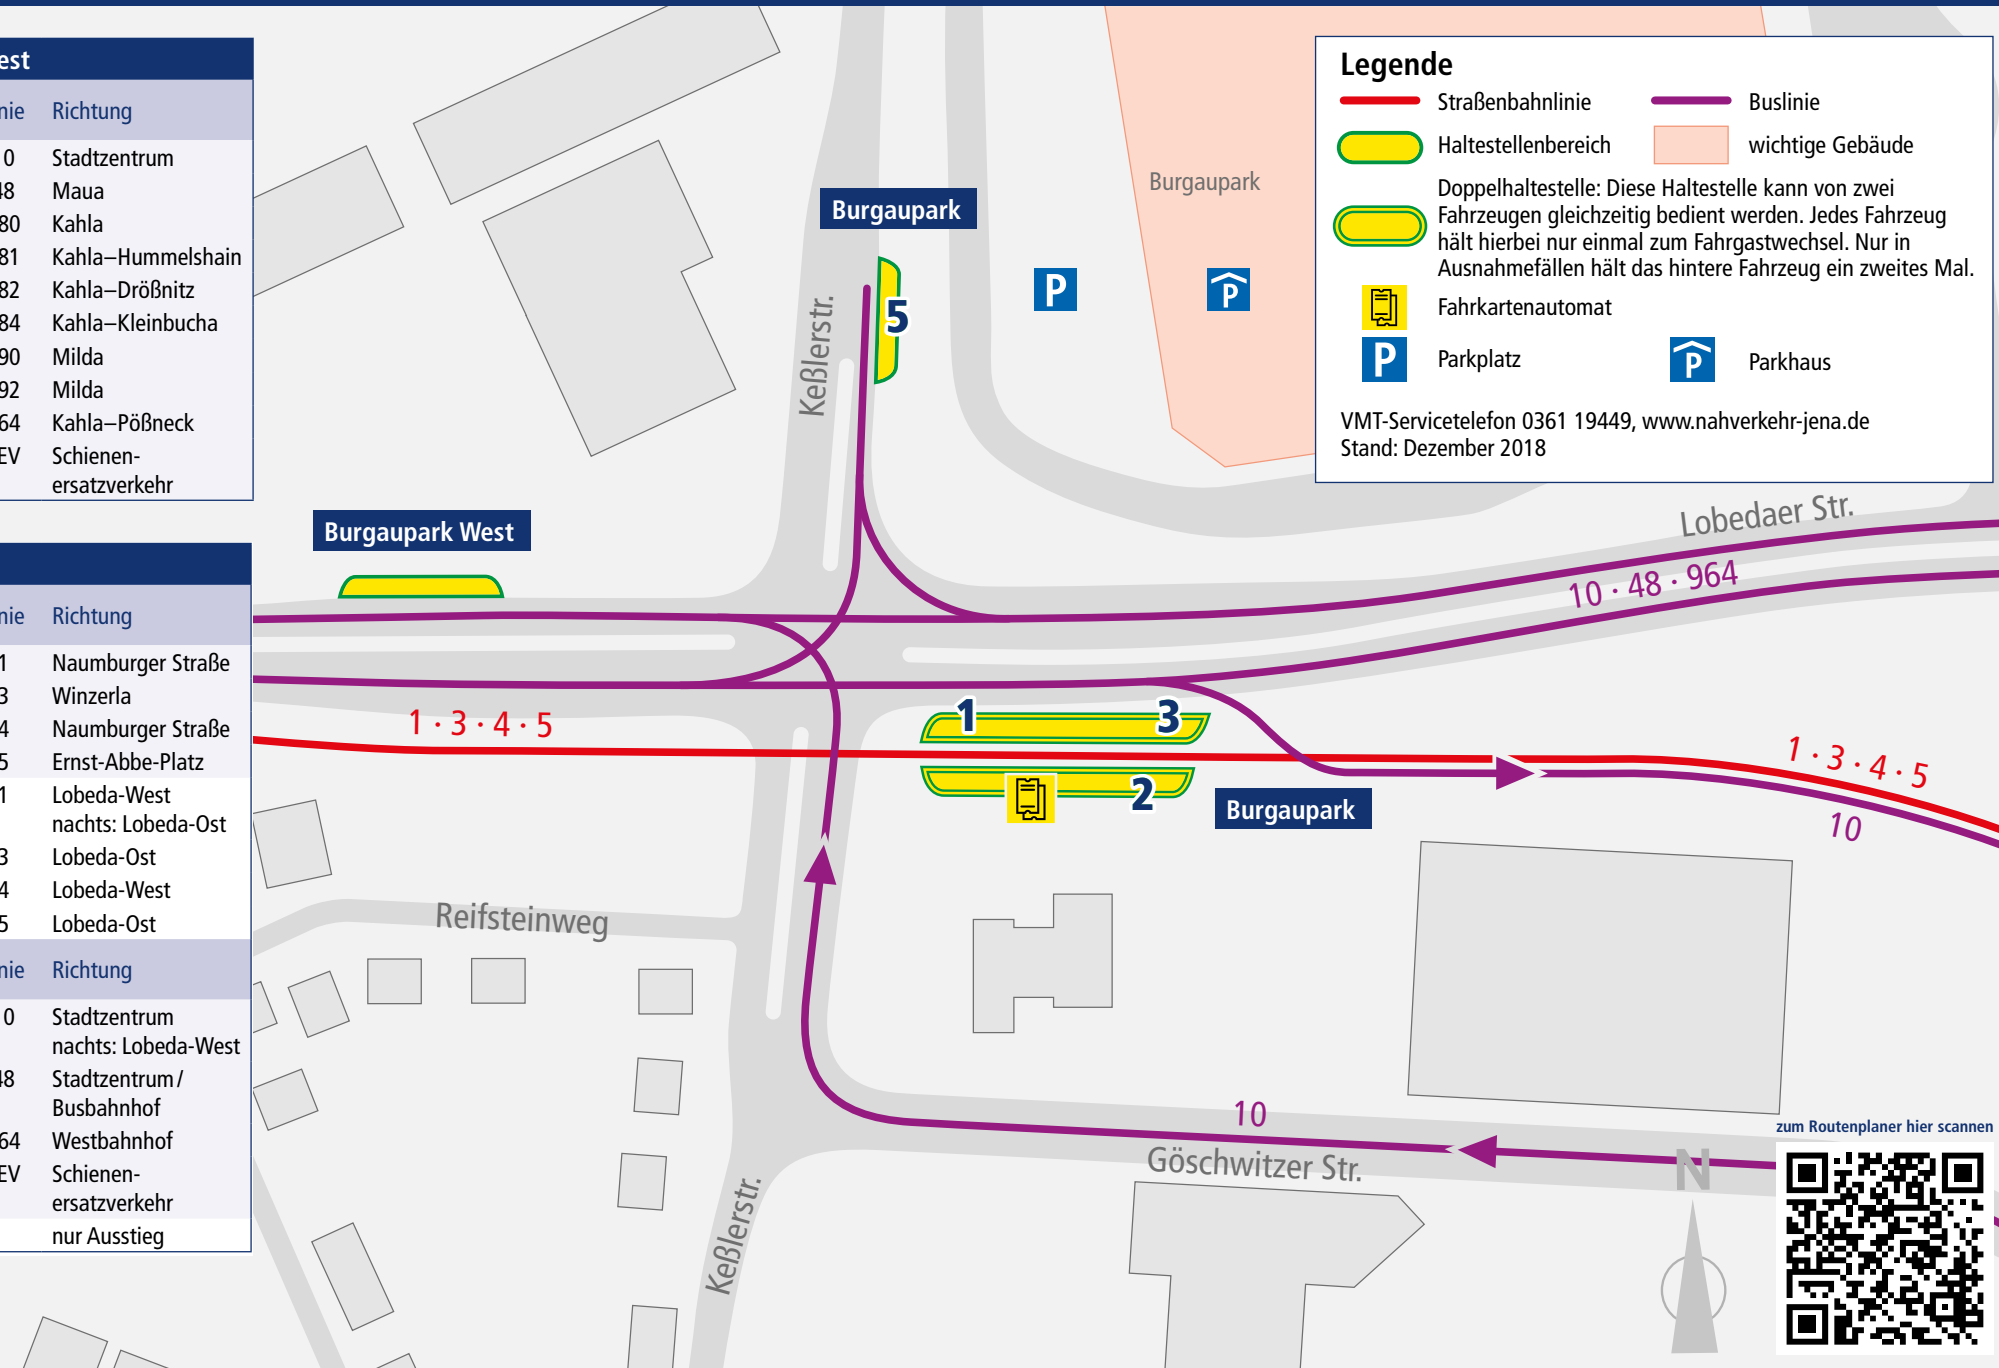 est
nie Richtung
0 Stadtzentrum
48 Maua
80 Kahla
81 Kahla–Hummelshain
82 Kahla–Drößnitz
84 Kahla–Kleinbucha
90 Milda
92 Milda
64 Kahla–Pößneck
EV Schienen-
ersatzverkehr
nie Richtung
1 Naumburger Straße
3 Winzerla
4 Naumburger Straße
5 Ernst-Abbe-Platz
1 Lobeda-West
nachts: Lobeda-Ost
3 Lobeda-Ost
4 Lobeda-West
5 Lobeda-Ost
nie Richtung
0 Stadtzentrum
nachts: Lobeda-West
48 Stadtzentrum /
Busbahnhof
64 Westbahnhof
EV Schienen-
ersatzverkehr
nur Ausstieg
Burgaupark
5
Keßlerstr.
P
P
Burgaupark
Burgaupark West
Legende
Straßenbahnlinie
Buslinie
Haltestellenbereich
wichtige Gebäude
Doppelhaltestelle: Diese Haltestelle kann von zwei
Fahrzeugen gleichzeitig bedient werden. Jedes Fahrzeug
hält hierbei nur einmal zum Fahrgastwechsel. Nur in
Ausnahmefällen hält das hintere Fahrzeug ein zweites Mal.
Fahrkartenautomat
P Parkplatz
P Parkhaus
VMT-Servicetelefon 0361 19449, www.nahverkehr-jena.de
Stand: Dezember 2018
Lobedaer Str.
10 · 48 · 964
1 · 3 · 4 · 5
1
3
2
Burgaupark
1 · 3 · 4 · 5
10
Reifsteinweg
10
Göschwitzer Str.
Keßlerstr.
N
zum Routenplaner hier scannen